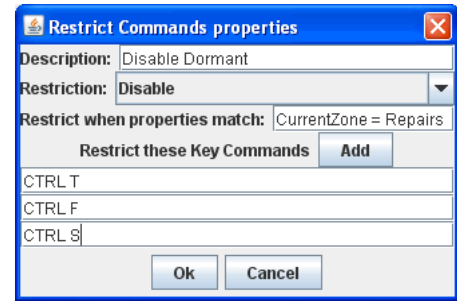 Restrict Commands properties
Description: Disable Dormant
Restriction: Disable
Restrict when properties match: CurrentZone = Repairs
Restrict these Key Commands Add
CTRL T
CTRL F
CTRL S
Ok Cancel